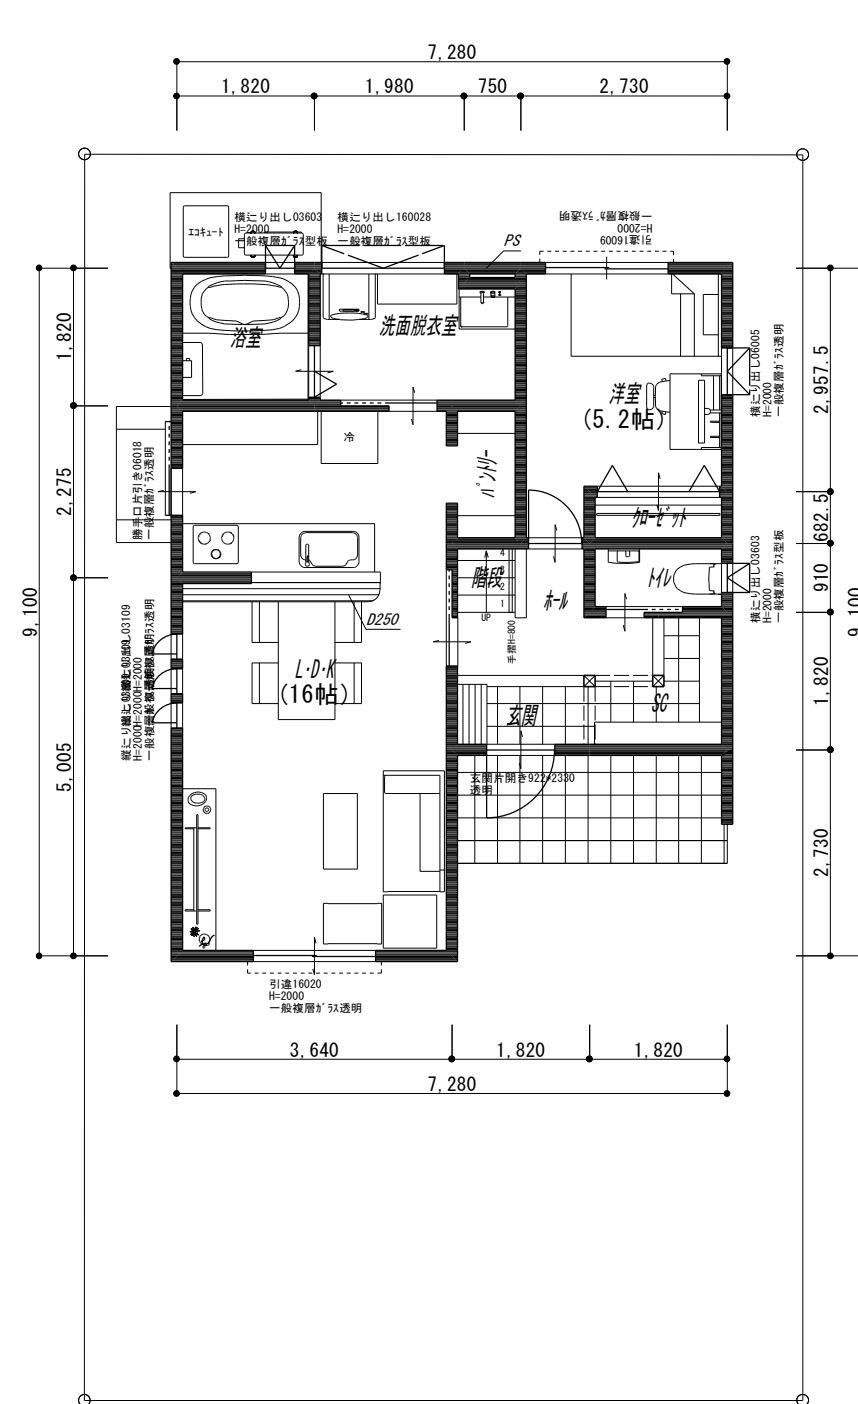 7,280
1,820
1,980
750
2,730
エコキュート
横辷り出し03603
H=2000
一般複層ガラス型板
横辷り出し160028
H=2000
一般複層ガラス型板
PS
引違16009
H=2000
一般複層ガラス透明
浴室
洗面脱衣室
洋室
(5.2帖)
横辷り出し06005
H=2000
一般複層ガラス透明
冷
パントリー
クローゼット
勝手口片引き06018
一般複層ガラス透明
階段
4
2
1
UP
手摺H=800
ホール
トイレ
横辷り出し03603
H=2000
一般複層ガラス型板
D250
L・D・K
(16帖)
玄関
SC
玄関片開き922*2330
透明
引違16020
H=2000
一般複層ガラス透明
1,820
2,275
5,005
9,100
2,957.5
682.5
910
1,820
2,730
9,100
3,640
1,820
1,820
7,280